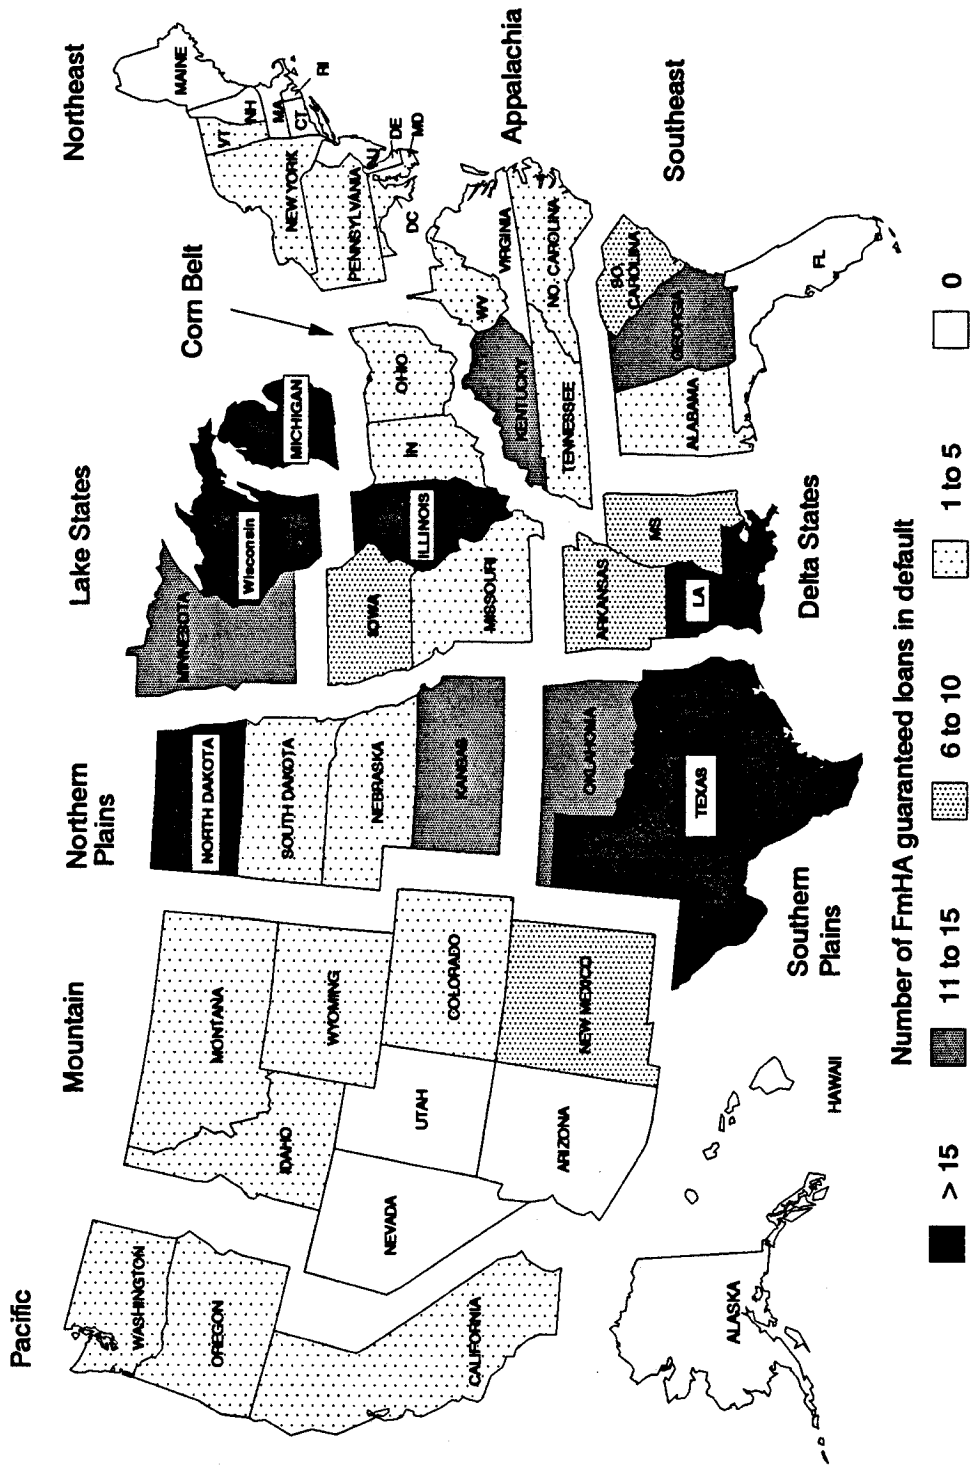 Pacific
Mountain
Northern
Plains
Lake States
Corn Belt
Northeast
Appalachia
Southeast
Delta States
Southern
Plains
WASHINGTON
OREGON
CALIFORNIA
NEVADA
IDAHO
MONTANA
WYOMING
UTAH
COLORADO
ARIZONA
NEW MEXICO
NORTH DAKOTA
SOUTH DAKOTA
NEBRASKA
KANSAS
OKLAHOMA
TEXAS
MINNESOTA
Wisconsin
MICHIGAN
IOWA
ILLINOIS
MISSOURI
IN
OHIO
ARKANSAS
MS
LA
KENTUCKY
TENNESSEE
WV
VIRGINIA
NO. CAROLINA
SO.
CAROLINA
GEORGIA
ALABAMA
FL
MAINE
VT
NH
MA
CT
RI
NEW YORK
PENNSYLVANIA
NJ
DE
MD
DC
ALASKA
HAWAII
Number of FmHA guaranteed loans in default
> 15
11 to 15
6 to 10
1 to 5
0